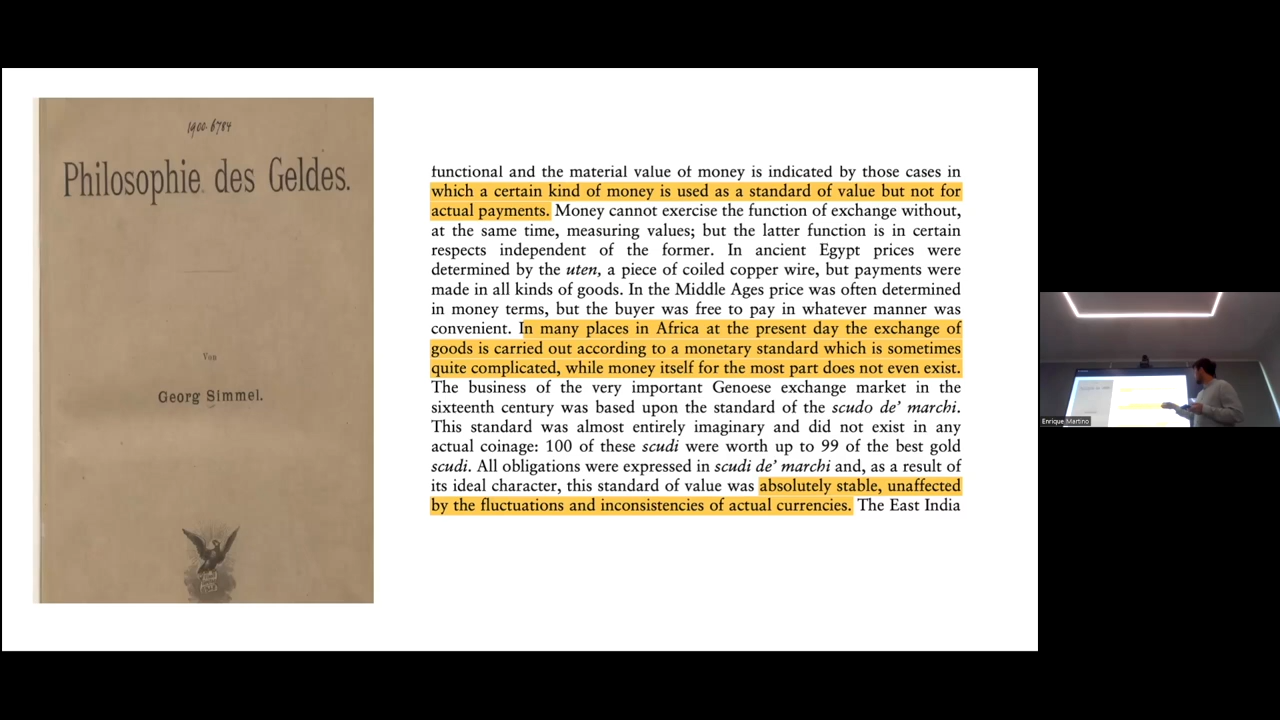 1900.6784
Philosophie des Geldes.
Von
Georg Simmel.
functional and the material value of money is indicated by those cases in
which a certain kind of money is used as a standard of value but not for
actual payments. Money cannot exercise the function of exchange without,
at the same time, measuring values; but the latter function is in certain
respects independent of the former. In ancient Egypt prices were
determined by the uten, a piece of coiled copper wire, but payments were
made in all kinds of goods. In the Middle Ages price was often determined
in money terms, but the buyer was free to pay in whatever manner was
convenient. In many places in Africa at the present day the exchange of
goods is carried out according to a monetary standard which is sometimes
quite complicated, while money itself for the most part does not even exist.
The business of the very important Genoese exchange market in the
sixteenth century was based upon the standard of the scudo de' marchi.
This standard was almost entirely imaginary and did not exist in any
actual coinage: 100 of these scudi were worth up to 99 of the best gold
scudi. All obligations were expressed in scudi de' marchi and, as a result of
its ideal character, this standard of value was absolutely stable, unaffected
by the fluctuations and inconsistencies of actual currencies. The East India
Enrique Martino